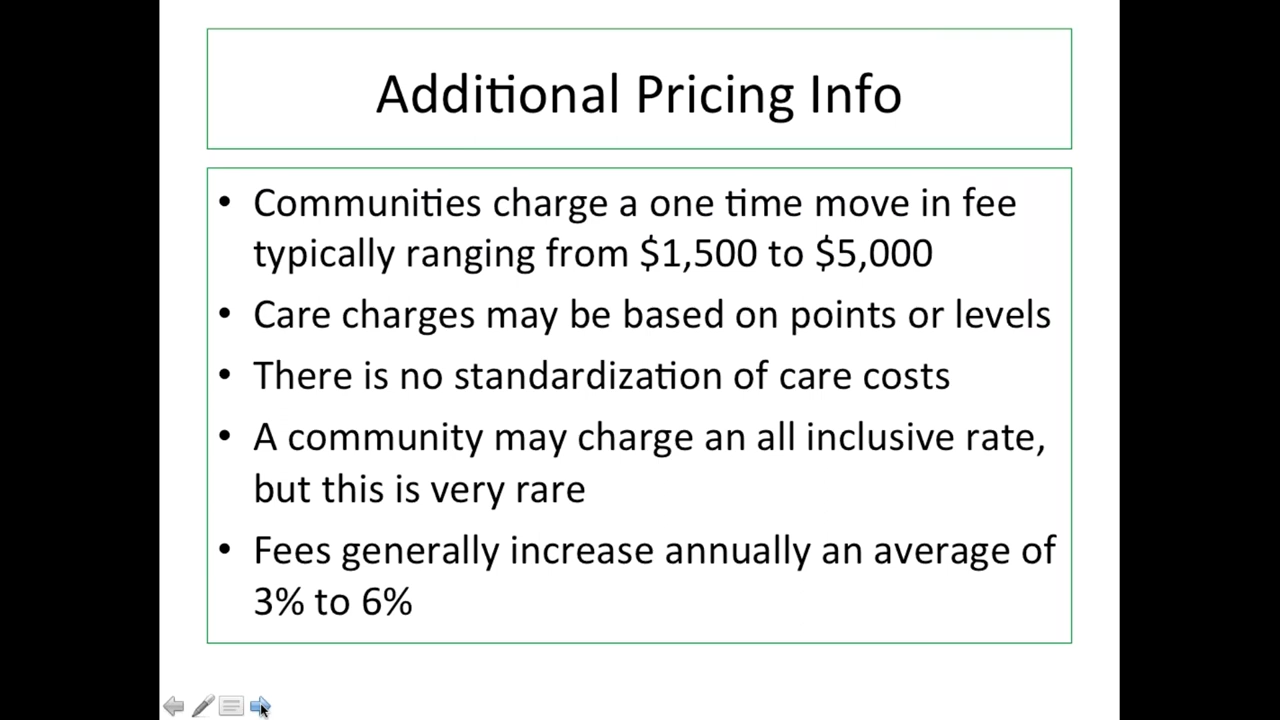 Additional Pricing Info
• Communities charge a one time move in fee
typically ranging from $1,500 to $5,000
• Care charges may be based on points or levels
• There is no standardization of care costs
• A community may charge an all inclusive rate,
but this is very rare
• Fees generally increase annually an average of
3% to 6%